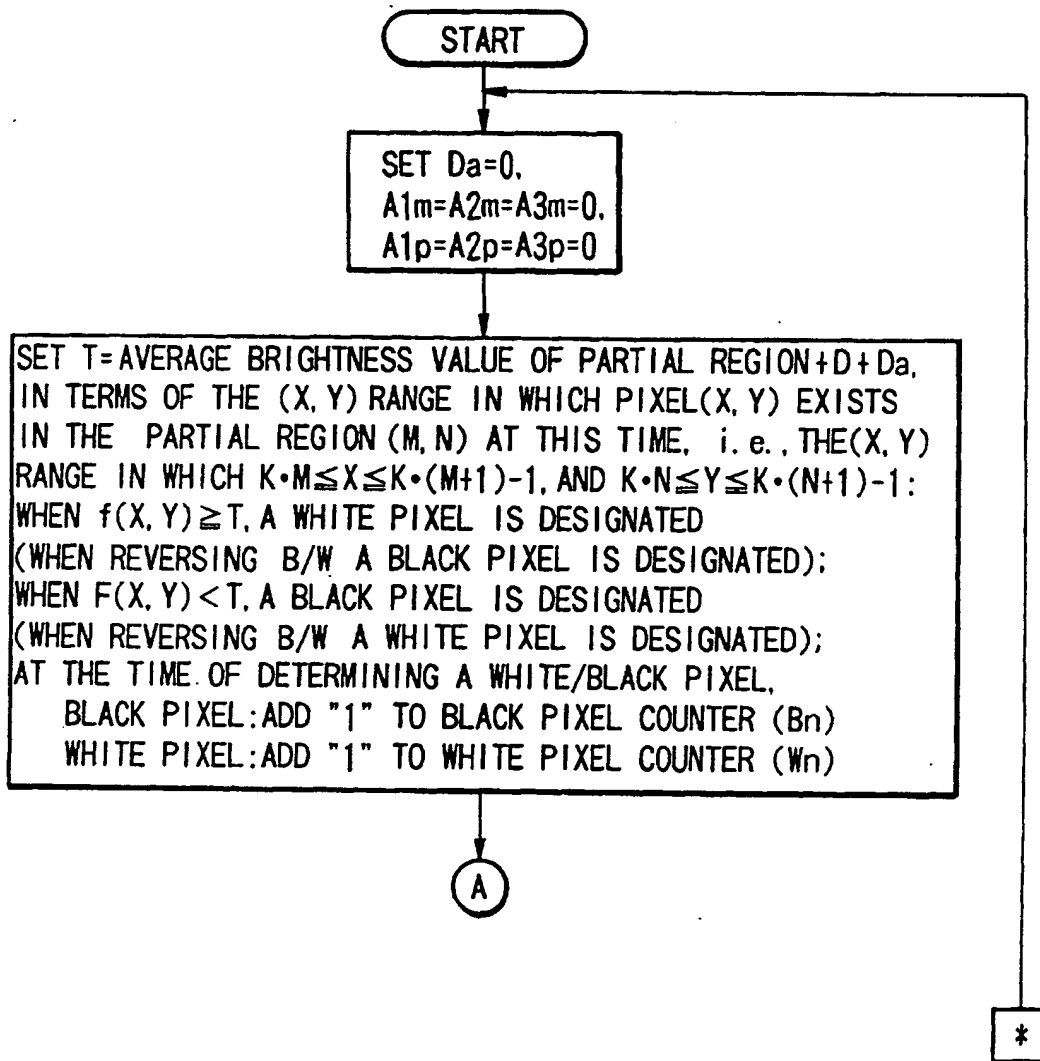 START
SET Da=0,
A1m=A2m=A3m=0,
A1p=A2p=A3p=0
SET T=AVERAGE BRIGHTNESS VALUE OF PARTIAL REGION+D+Da,
IN TERMS OF THE (X, Y) RANGE IN WHICH PIXEL(X, Y) EXISTS
IN THE PARTIAL REGION (M, N) AT THIS TIME, i. e., THE(X, Y)
RANGE IN WHICH K•M≦X≦K•(M+1)-1, AND K•N≦Y≦K•(N+1)-1:
WHEN f(X, Y)≧T, A WHITE PIXEL IS DESIGNATED
(WHEN REVERSING B/W A BLACK PIXEL IS DESIGNATED);
WHEN F(X, Y)<T, A BLACK PIXEL IS DESIGNATED
(WHEN REVERSING B/W A WHITE PIXEL IS DESIGNATED);
AT THE TIME OF DETERMINING A WHITE/BLACK PIXEL,
BLACK PIXEL:ADD "1" TO BLACK PIXEL COUNTER (Bn)
WHITE PIXEL:ADD "1" TO WHITE PIXEL COUNTER (Wn)
A
*